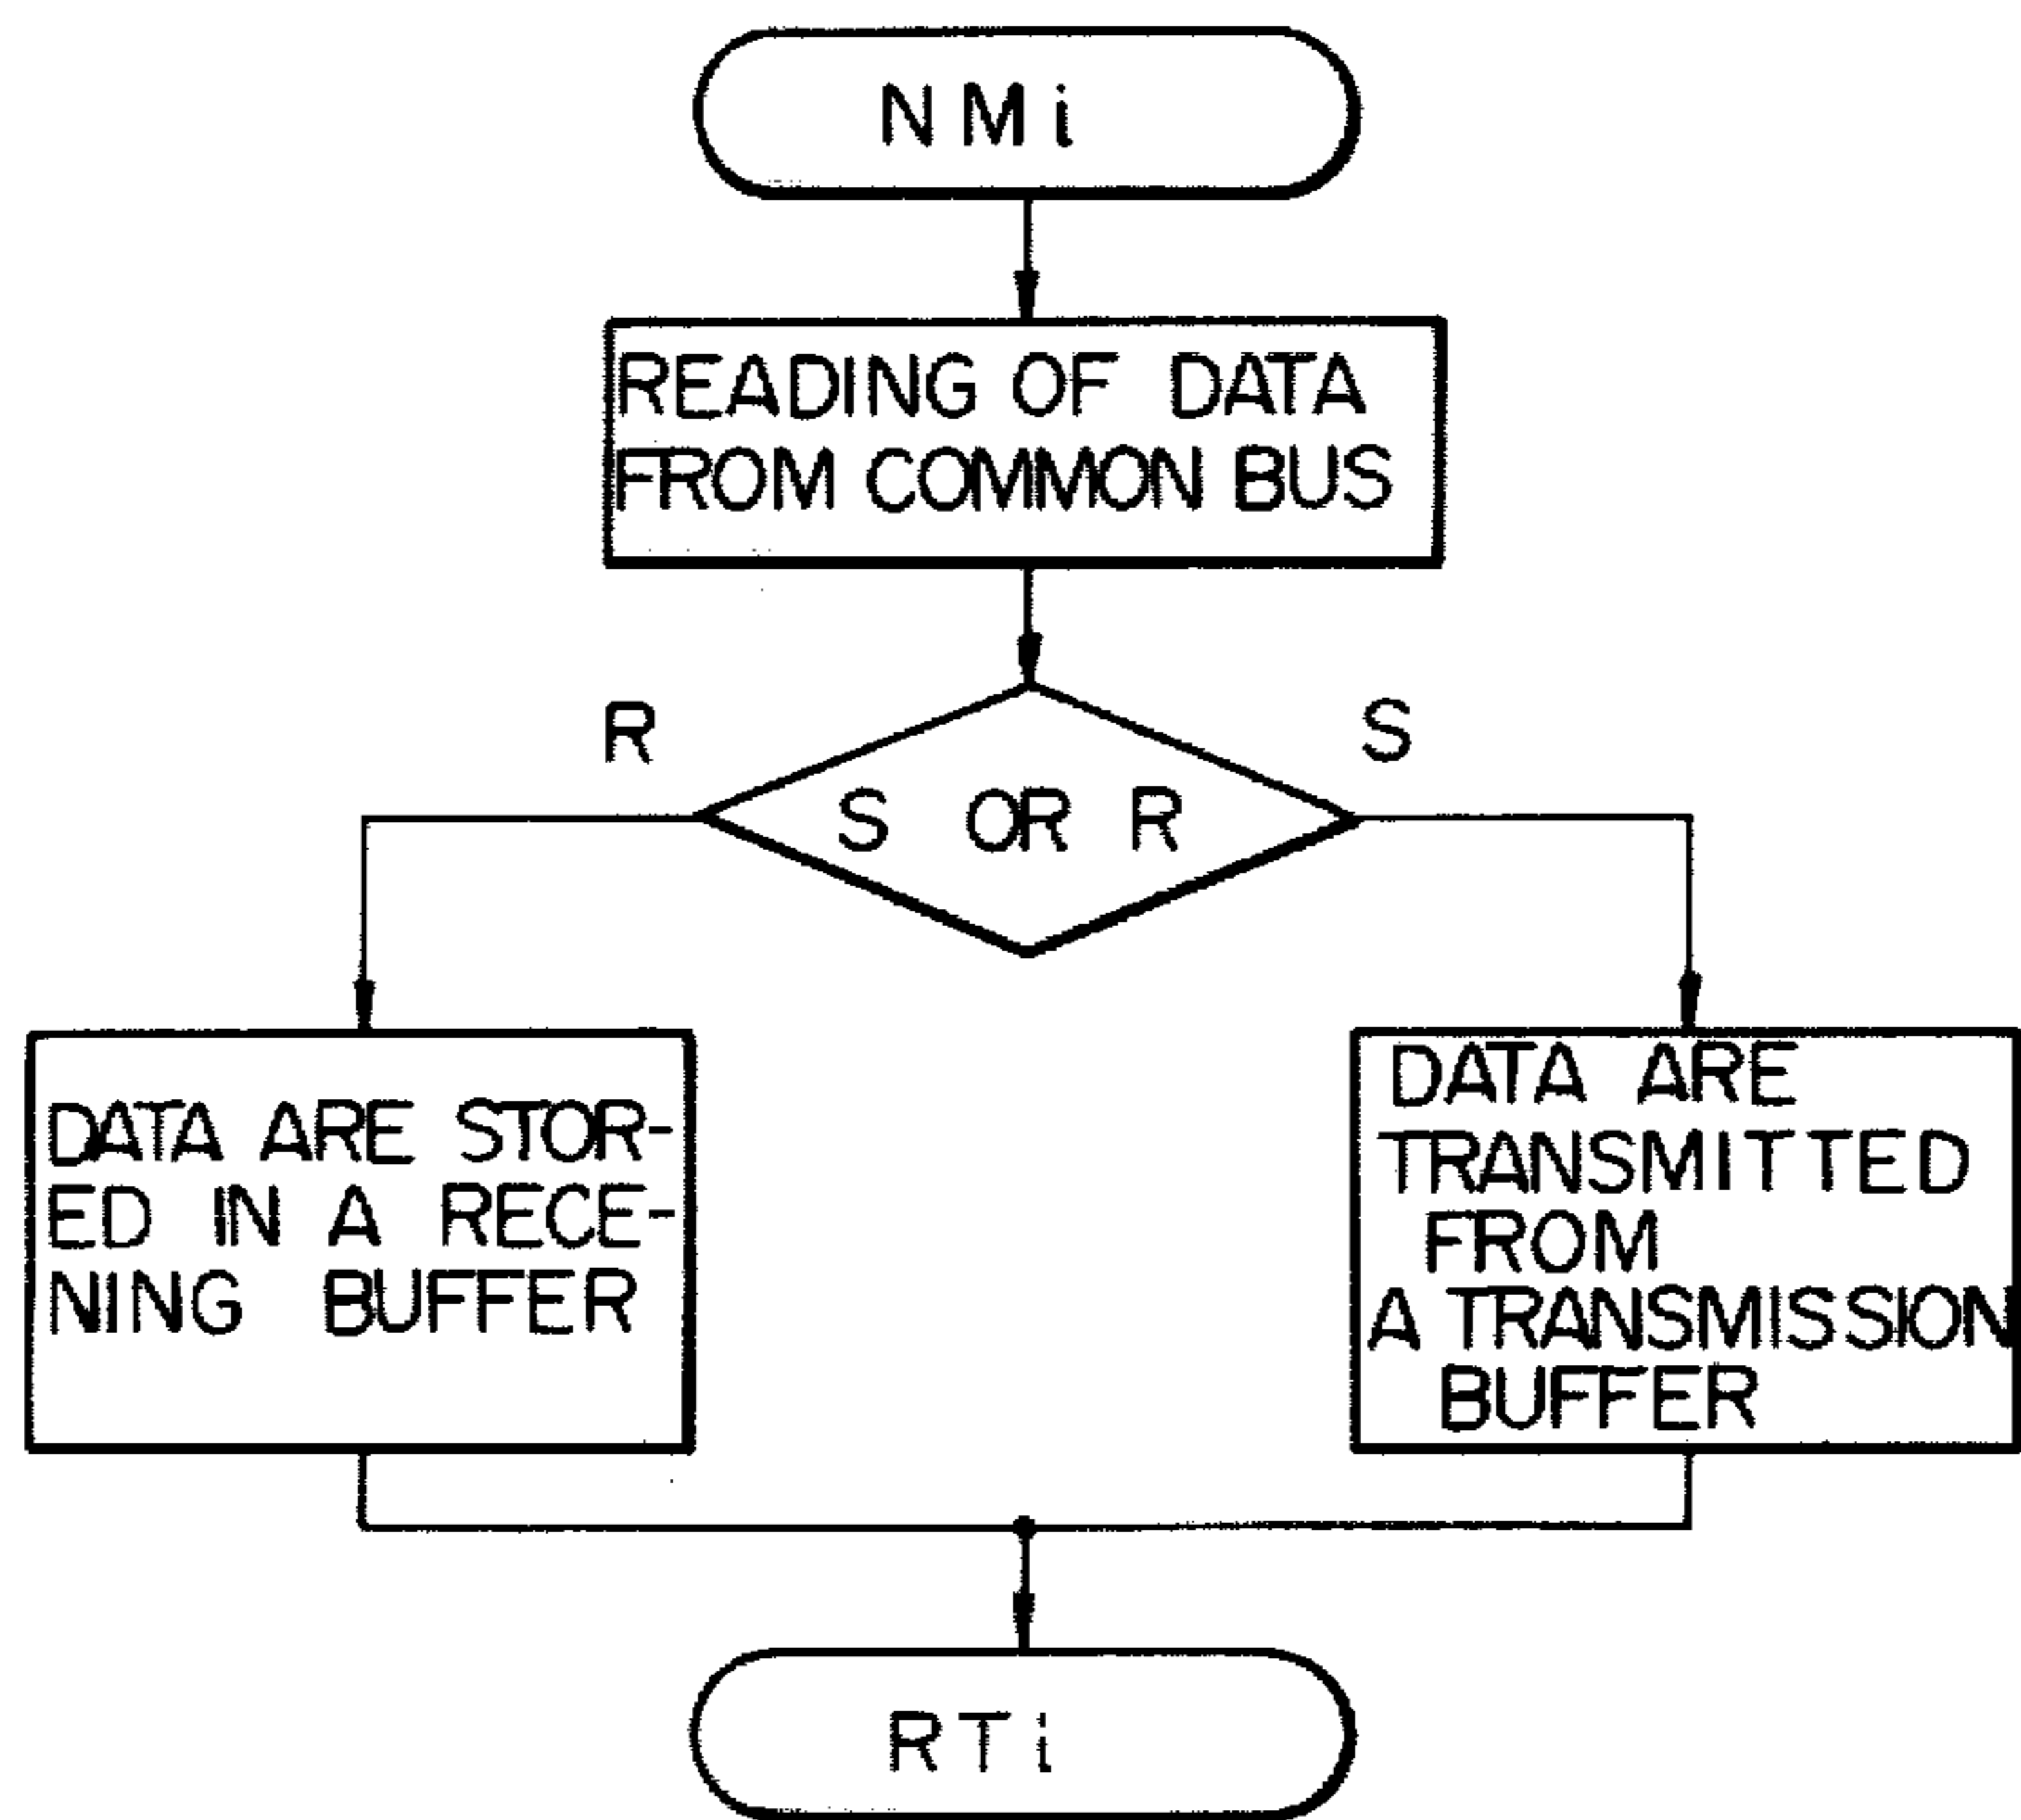 NMi
READING OF DATA
FROM COMMON BUS
R
S
S OR R
DATA ARE STOR-
ED IN A RECE-
NING BUFFER
DATA ARE
TRANSMITTED
FROM
A TRANSMISSION
BUFFER
RTi